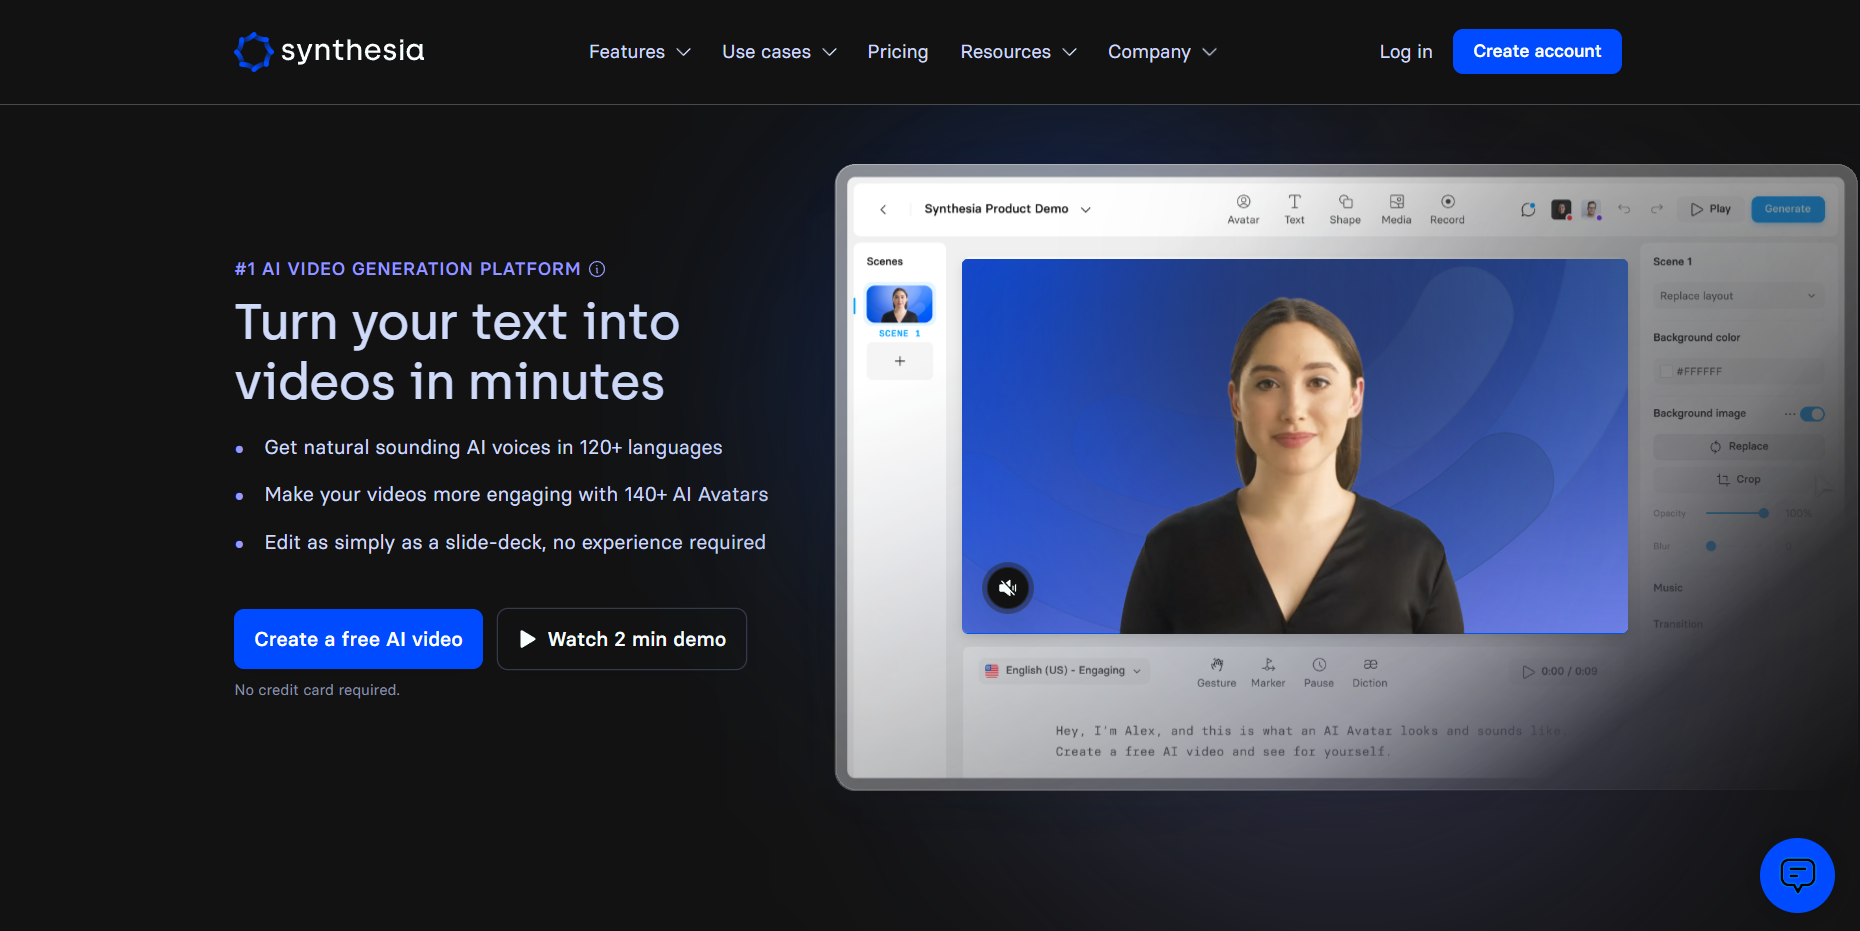 synthesia
Features
Use cases
Pricing
Resources
Company
Log in
Create account
#1 AI VIDEO GENERATION PLATFORM
Turn your text into
videos in minutes
Get natural sounding AI voices in 120+ languages
Make your videos more engaging with 140+ AI Avatars
Edit as simply as a slide-deck, no experience required
Create a free AI video
Watch 2 min demo
No credit card required.
Synthesia Product Demo
Avatar
Text
Shape
Media
Record
Play
Generate
Scenes
SCENE 1
Scene 1
Replace layout
Background color
#FFFFFF
Background image
Replace
Crop
Opacity
100%
Blur
0
Music
Transition
English (US) - Engaging
Gesture
Marker
Pause
æ
Diction
0:00 / 0:09
Hey, I'm Alex, and this is what an AI Avatar looks and sounds like.
Create a free AI video and see for yourself.